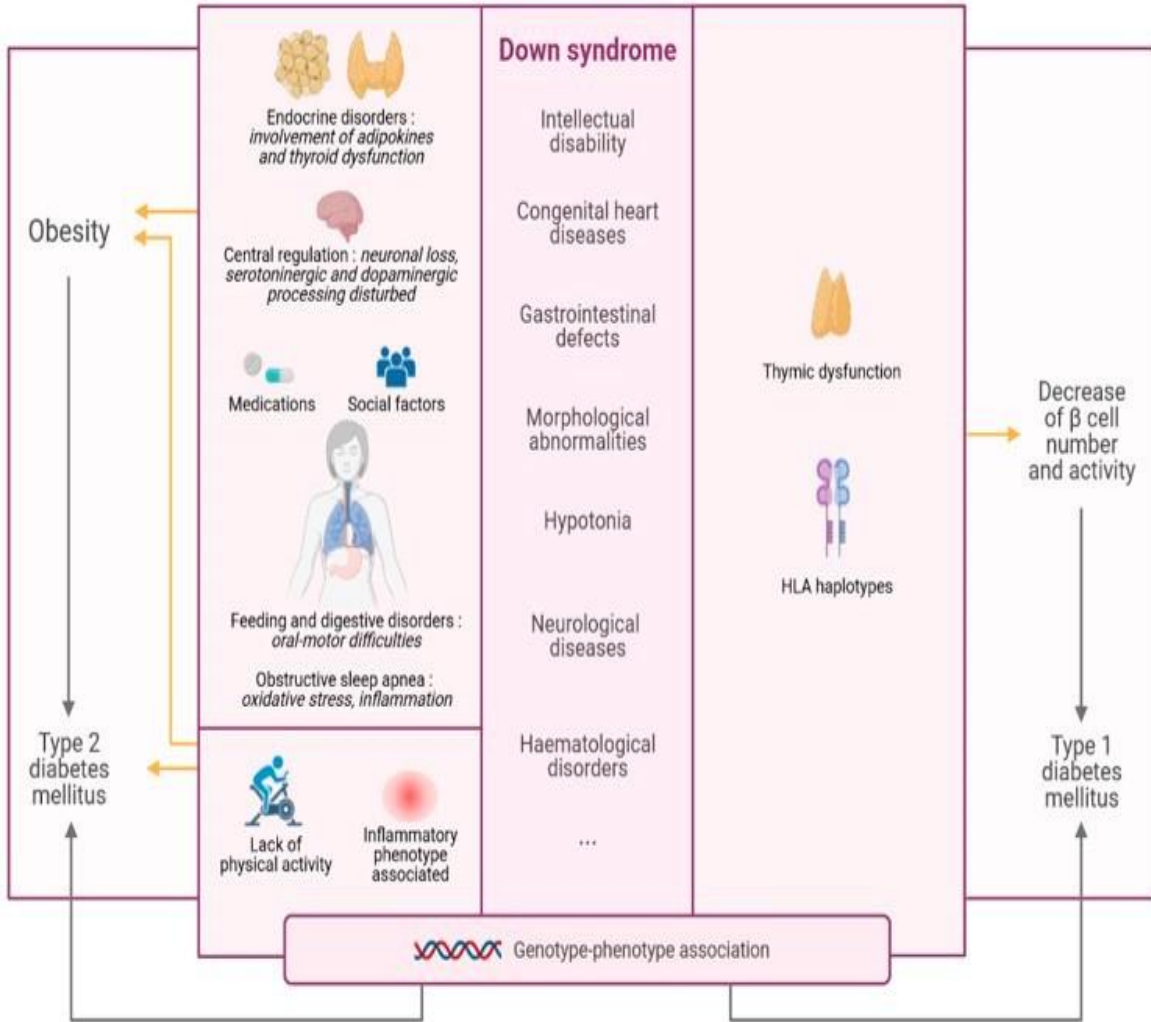 Down syndrome
Endocrine disorders :
involvement of adipokines
and thyroid dysfunction
Central regulation : neuronal loss,
serotoninergic and dopaminergic
processing disturbed
Medications
Social factors
Feeding and digestive disorders :
oral-motor difficulties
Obstructive sleep apnea :
oxidative stress, inflammation
Lack of
physical activity
Inflammatory
phenotype
associated
Obesity
Type 2
diabetes
mellitus
Intellectual
disability
Congenital heart
diseases
Gastrointestinal
defects
Morphological
abnormalities
Hypotonia
Neurological
diseases
Haematological
disorders
...
Thymic dysfunction
HLA haplotypes
Decrease
of β cell
number
and activity
Type 1
diabetes
mellitus
Genotype-phenotype association